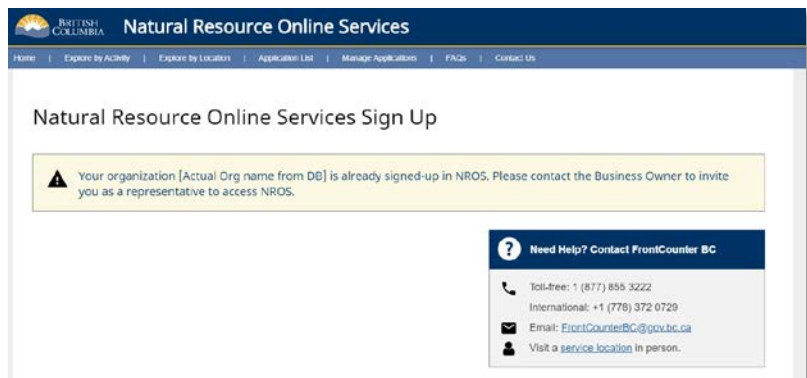 BRITISH COLUMBIA Natural Resource Online Services
Home | Explore by Activity | Explore by Location | Application List | Manage Applications | FAQs | Contact Us
Natural Resource Online Services Sign Up
Your organization [Actual Org name from DB] is already signed-up in NROS. Please contact the Business Owner to invite
you as a representative to access NROS.
? Need Help? Contact FrontCounter BC
Toll-free: 1 (877) 855 3222
International: +1 (778) 372 0729
Email: FrontCounterBC@gov.bc.ca
Visit a service location in person.